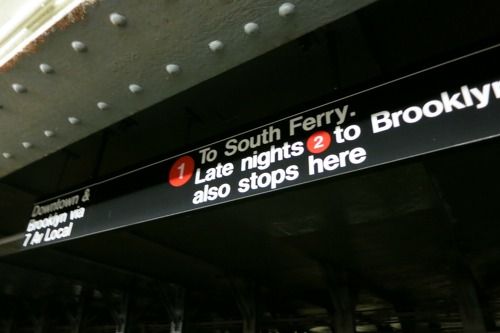 Downtown &
Brooklyn via
7 Av Local
1 To South Ferry.
Late nights 2 to Brooklyn
also stops here